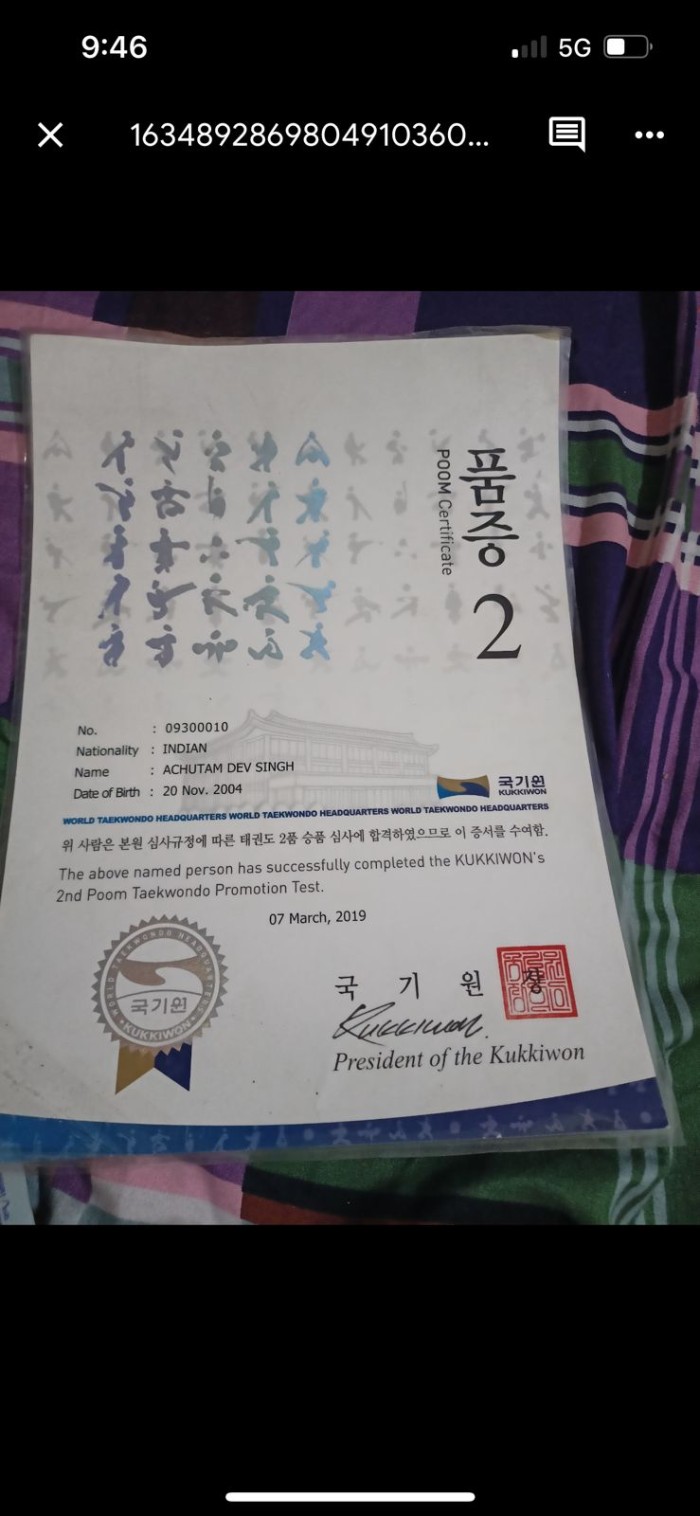 9:46
5G
1634892869804910360...
품증
POOM Certificate
2
No. : 09300010
Nationality : INDIAN
Name : ACHUTAM DEV SINGH
Date of Birth : 20 Nov. 2004
국기원
KUKKIWON
WORLD TAEKWONDO HEADQUARTERS WORLD TAEKWONDO HEADQUARTERS WORLD TAEKWONDO HEADQUARTERS
위 사람은 본원 심사규정에 따른 태권도 2품 승품 심사에 합격하였으므로 이 증서를 수여함.
The above named person has successfully completed the KUKKIWON's
2nd Poom Taekwondo Promotion Test.
07 March, 2019
WORLD TAEKWONDO HEADQUARTERS
국기원
KUKKIWON
국 기 원 장
Kukkiwon
President of the Kukkiwon